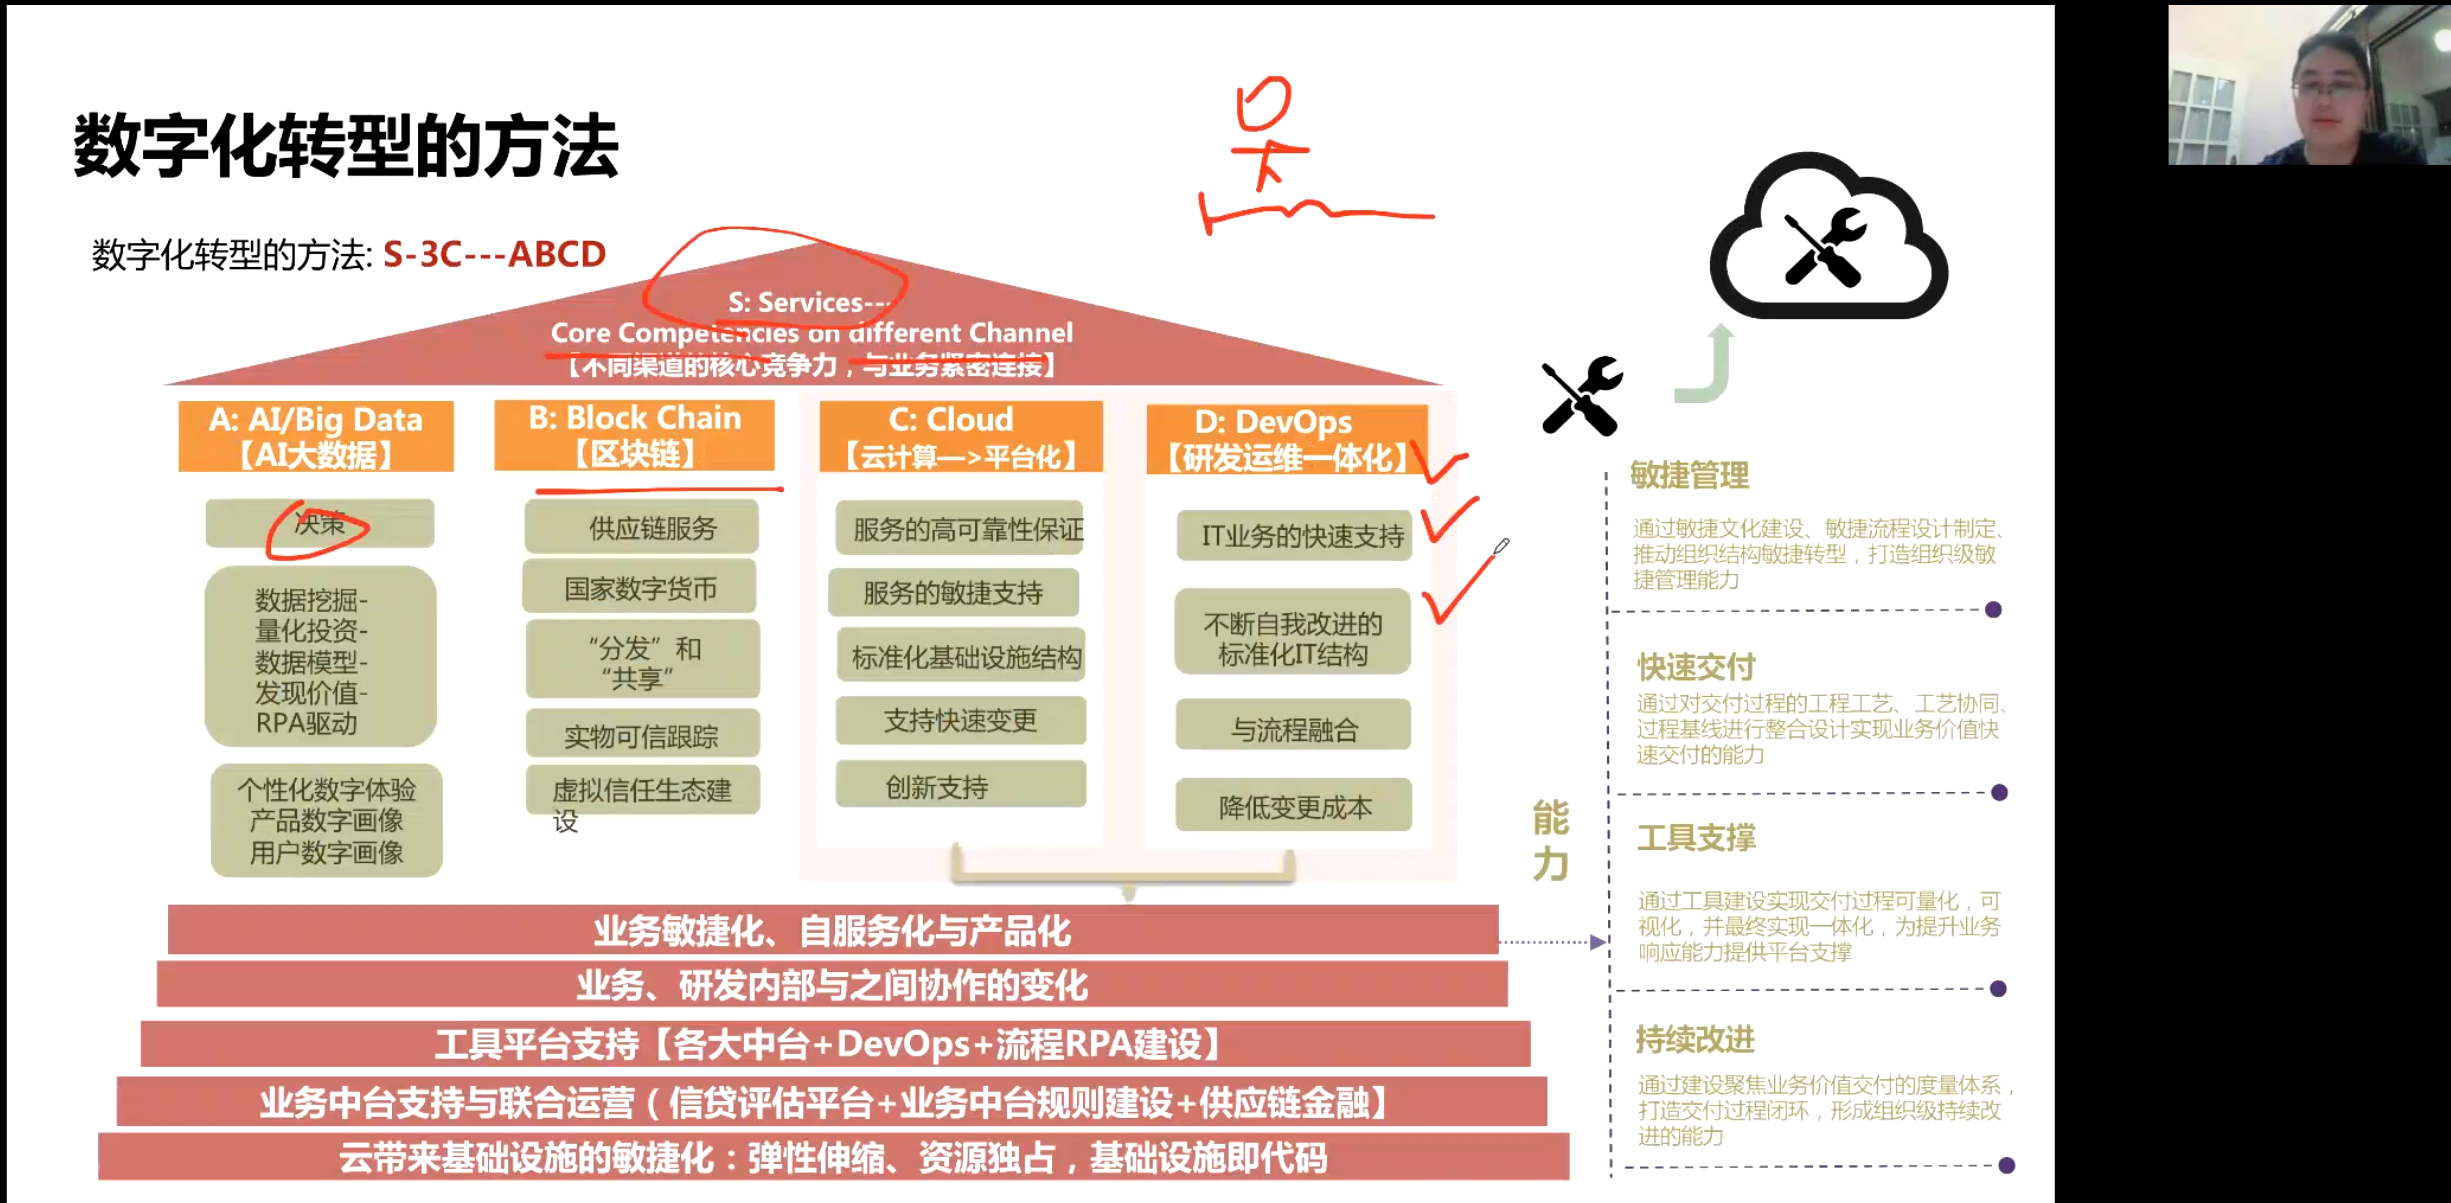 数字化转型的方法
数字化转型的方法: S-3C---ABCD
S: Services---
Core Competencies on different Channel
【不同渠道的核心竞争力，与业务紧密连接】
A: AI/Big Data
【AI大数据】
决策
数据挖掘-
量化投资-
数据模型-
发现价值-
RPA驱动
个性化数字体验
产品数字画像
用户数字画像
B: Block Chain
【区块链】
供应链服务
国家数字货币
“分发”和
“共享”
实物可信跟踪
虚拟信任生态建
设
C: Cloud
【云计算—>平台化】
服务的高可靠性保证
服务的敏捷支持
标准化基础设施结构
支持快速变更
创新支持
D: DevOps
【研发运维一体化】
IT业务的快速支持
不断自我改进的
标准化IT结构
与流程融合
降低变更成本
业务敏捷化、自服务化与产品化
业务、研发内部与之间协作的变化
工具平台支持【各大中台+DevOps+流程RPA建设】
业务中台支持与联合运营（信贷评估平台+业务中台规则建设+供应链金融】
云带来基础设施的敏捷化：弹性伸缩、资源独占，基础设施即代码
能
力
敏捷管理
通过敏捷文化建设、敏捷流程设计制定、
推动组织结构敏捷转型，打造组织级敏
捷管理能力
快速交付
通过对交付过程的工程工艺、工艺协同、
过程基线进行整合设计实现业务价值快
速交付的能力
工具支撑
通过工具建设实现交付过程可量化，可
视化，并最终实现一体化，为提升业务
响应能力提供平台支撑
持续改进
通过建设聚焦业务价值交付的度量体系，
打造交付过程闭环，形成组织级持续改
进的能力